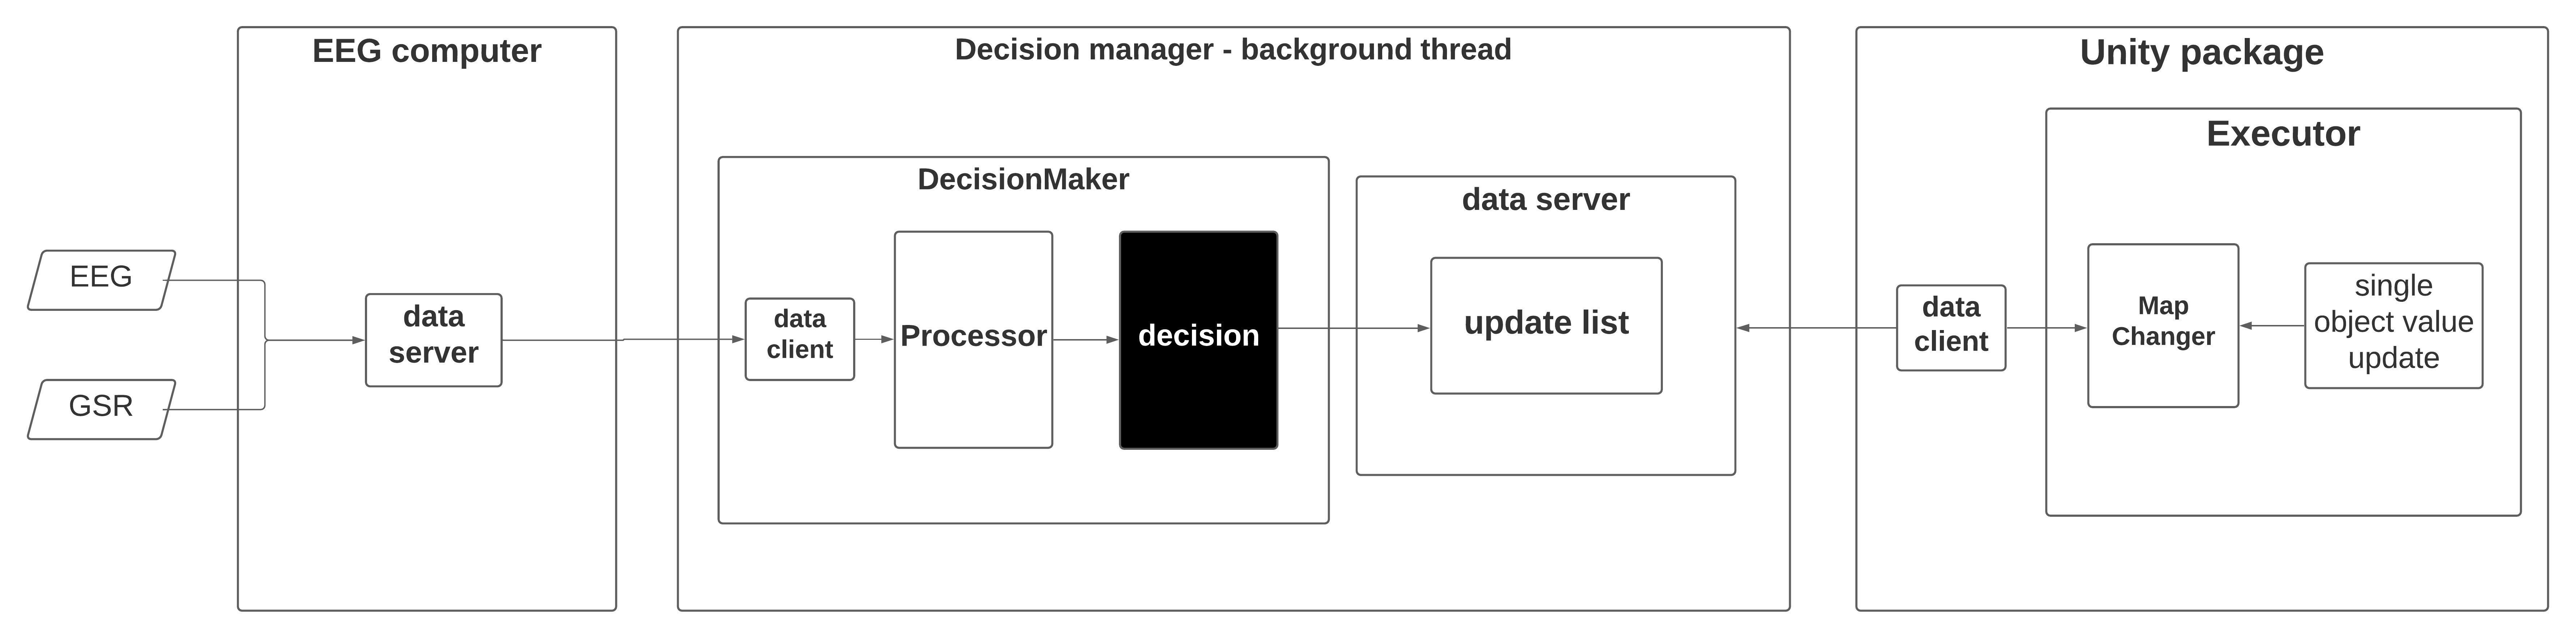 EEG computer
Decision manager - background thread
Unity package
Executor
DecisionMaker
data server
EEG
GSR
data
server
data
client
Processor
decision
update list
data
client
Map
Changer
single
object value
update